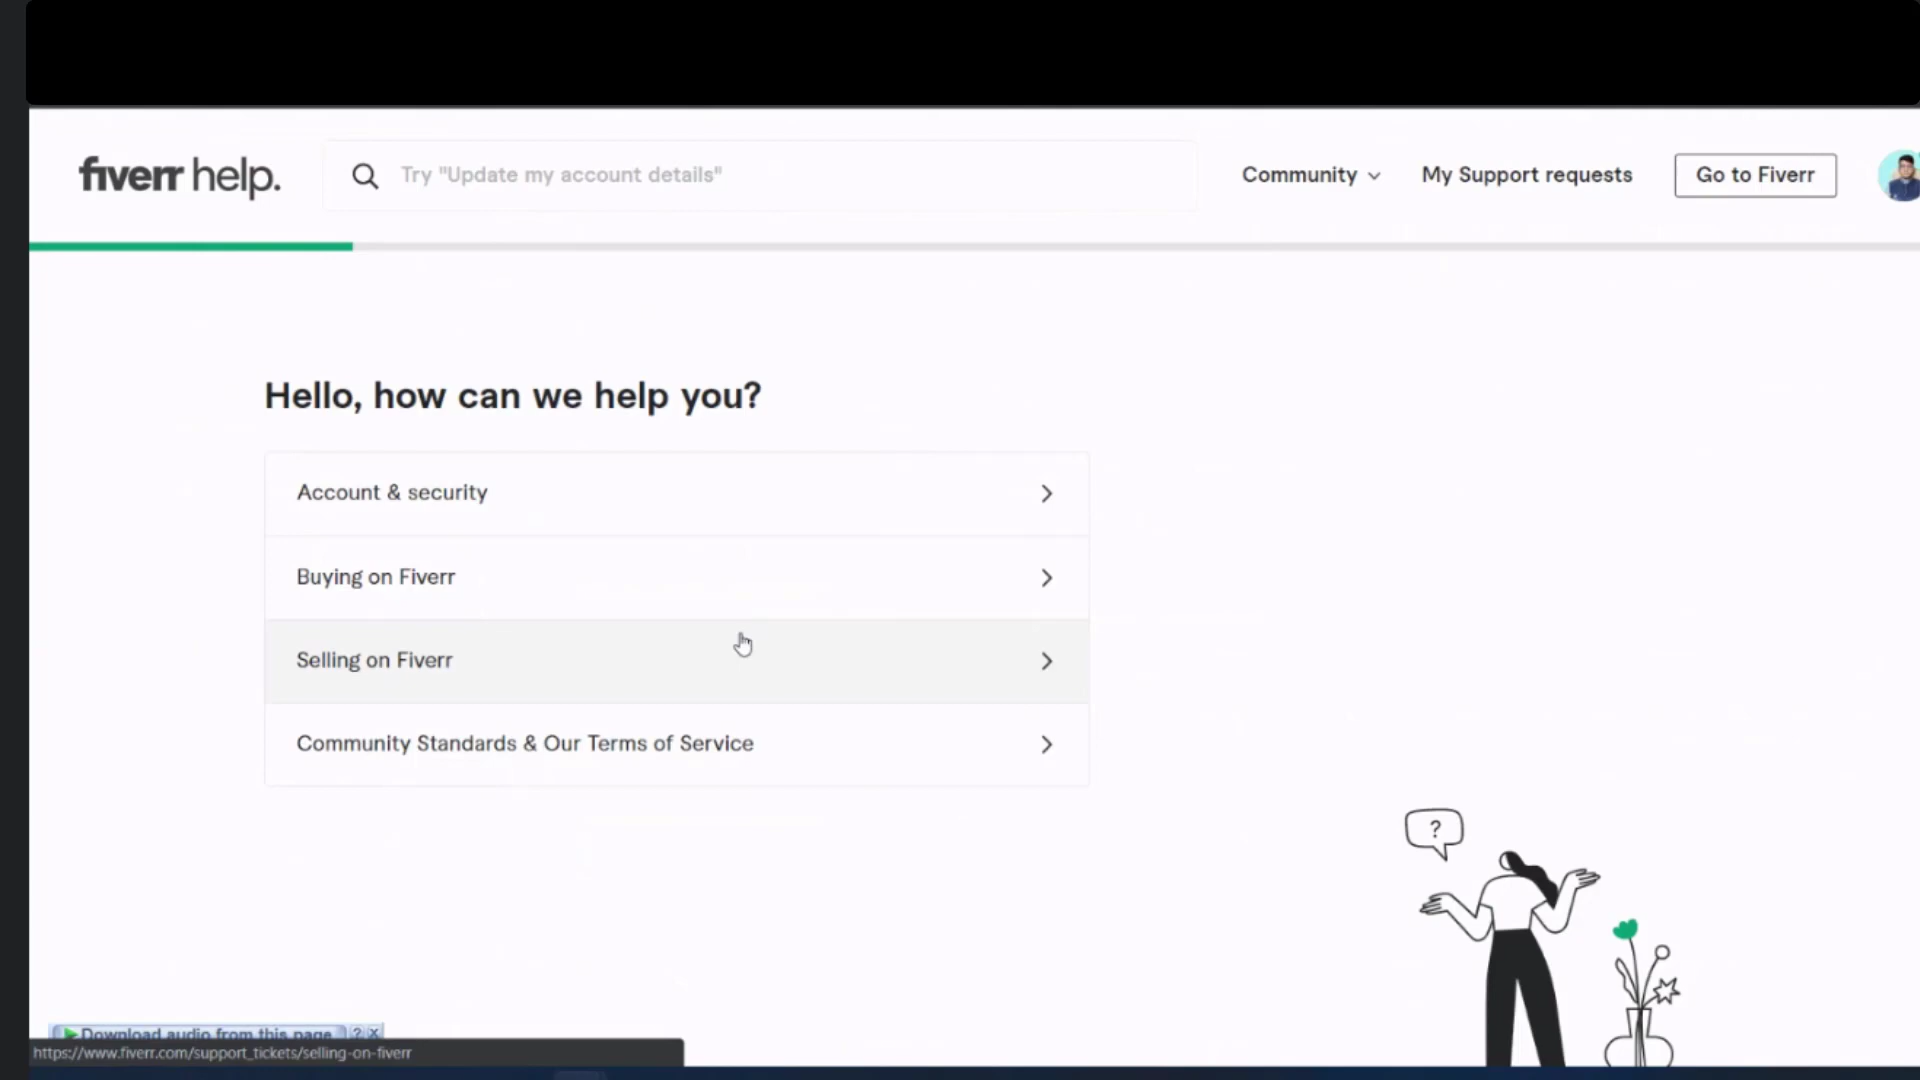 fiverr help.
Try "Update my account details"
Community
My Support requests
Go to Fiverr
Hello, how can we help you?
Account & security
Buying on Fiverr
Selling on Fiverr
Community Standards & Our Terms of Service
?
Download audio from this page ? X
https://www.fiverr.com/support_tickets/selling-on-fiverr